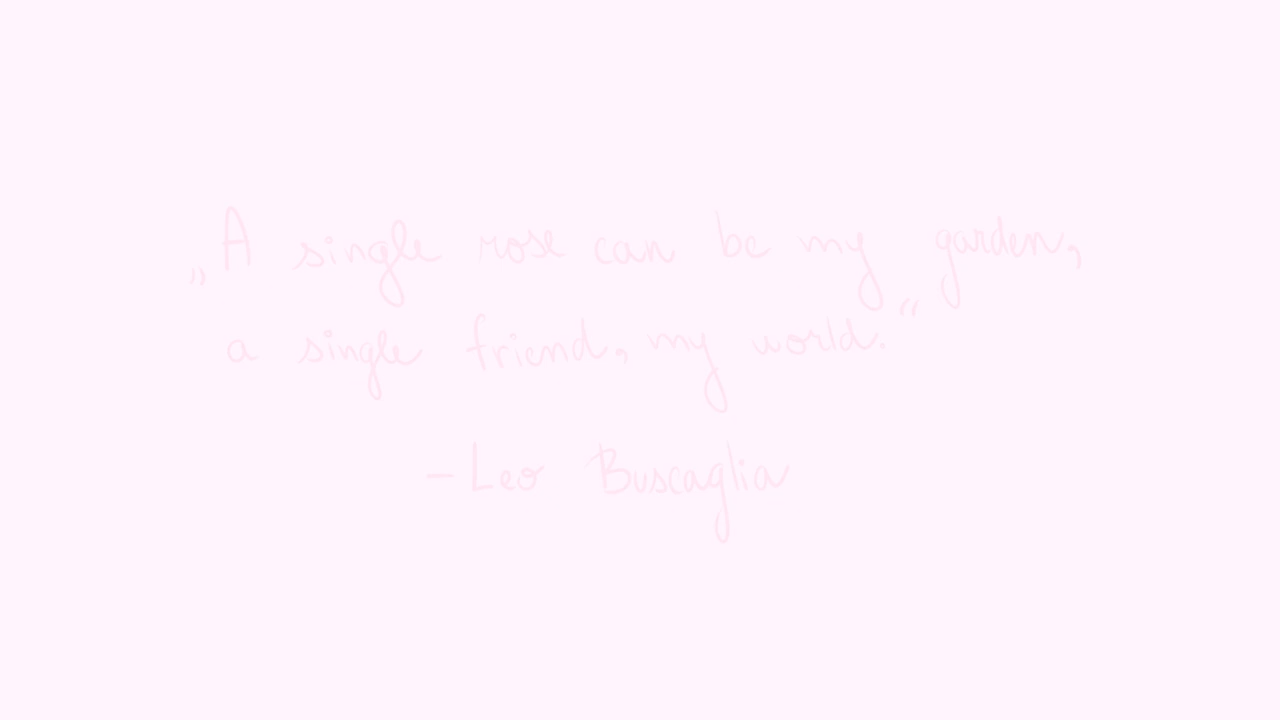 „A single rose can be my garden,
a single friend, my world.“
- Leo Buscaglia